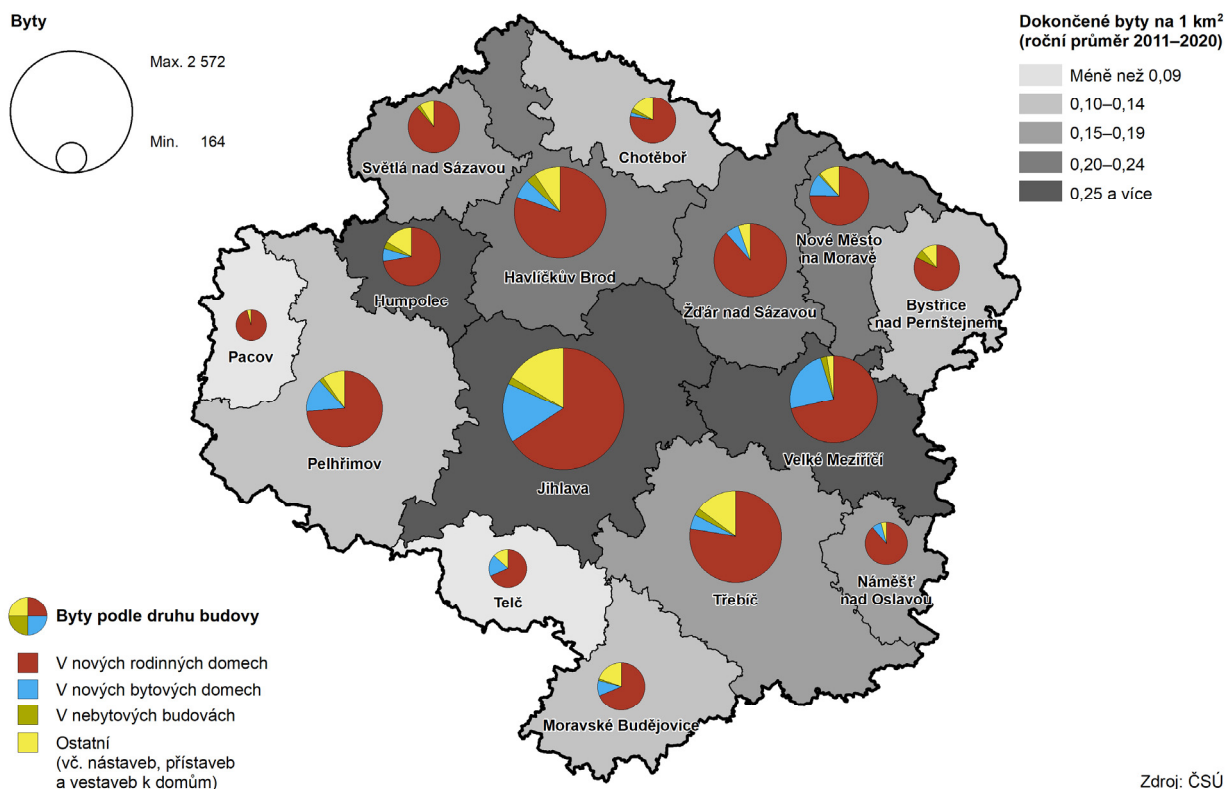 Byty
Max. 2 572
Min. 164
Dokončené byty na 1 km²
(roční průměr 2011–2020)
Méně než 0,09
0,10–0,14
0,15–0,19
0,20–0,24
0,25 a více
Světlá nad Sázavou
Chotěboř
Havlíčkův Brod
Nové Město
na Moravě
Humpolec
Žďár nad Sázavou
Bystřice
nad Pernštejnem
Pacov
Pelhřimov
Jihlava
Velké Meziříčí
Telč
Třebíč
Náměšť
nad Oslavou
Moravské Budějovice
Byty podle druhu budovy
V nových rodinných domech
V nových bytových domech
V nebytových budovách
Ostatní
(vč. nástaveb, přístaveb
a vestaveb k domům)
Zdroj: ČSÚ